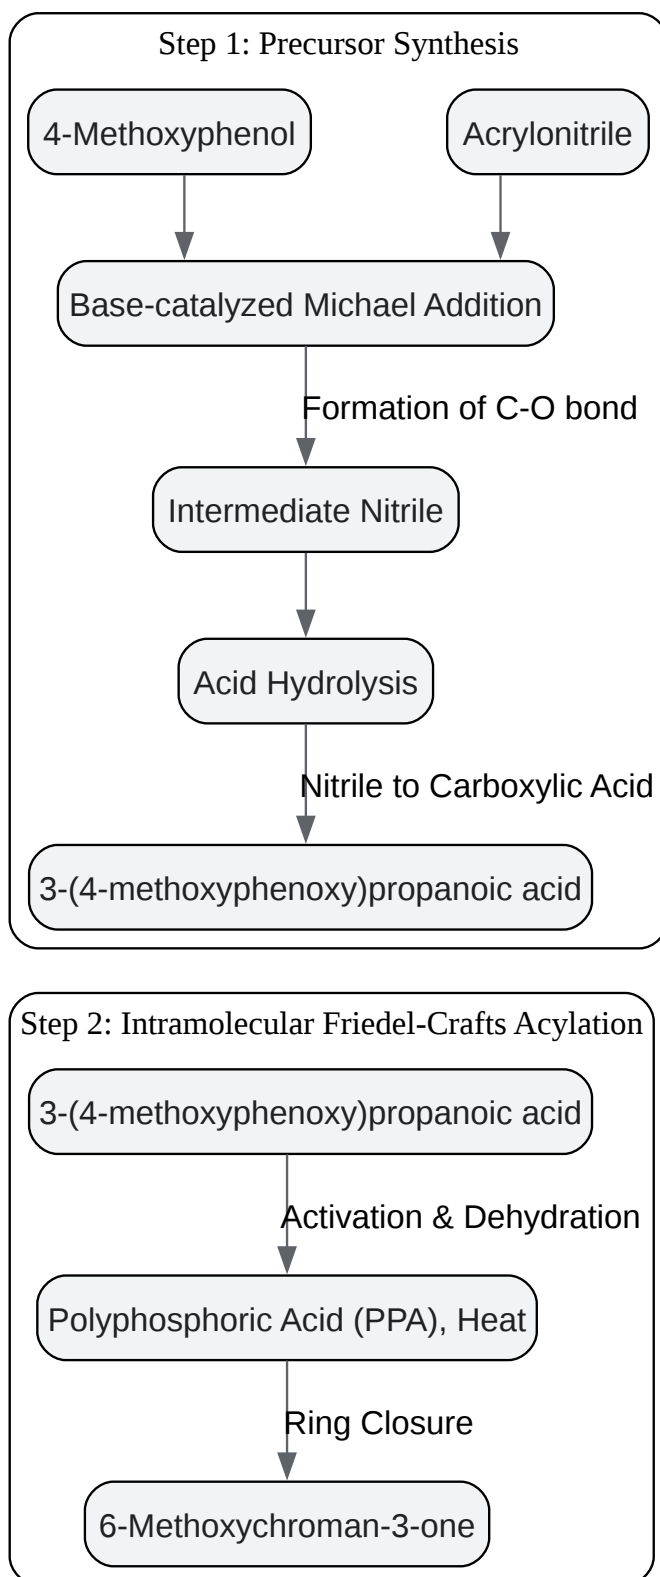 Step 1: Precursor Synthesis
4-Methoxyphenol
Acrylonitrile
Base-catalyzed Michael Addition
Formation of C-O bond
Intermediate Nitrile
Acid Hydrolysis
Nitrile to Carboxylic Acid
3-(4-methoxyphenoxy)propanoic acid
Step 2: Intramolecular Friedel-Crafts Acylation
3-(4-methoxyphenoxy)propanoic acid
Activation & Dehydration
Polyphosphoric Acid (PPA), Heat
Ring Closure
6-Methoxychroman-3-one